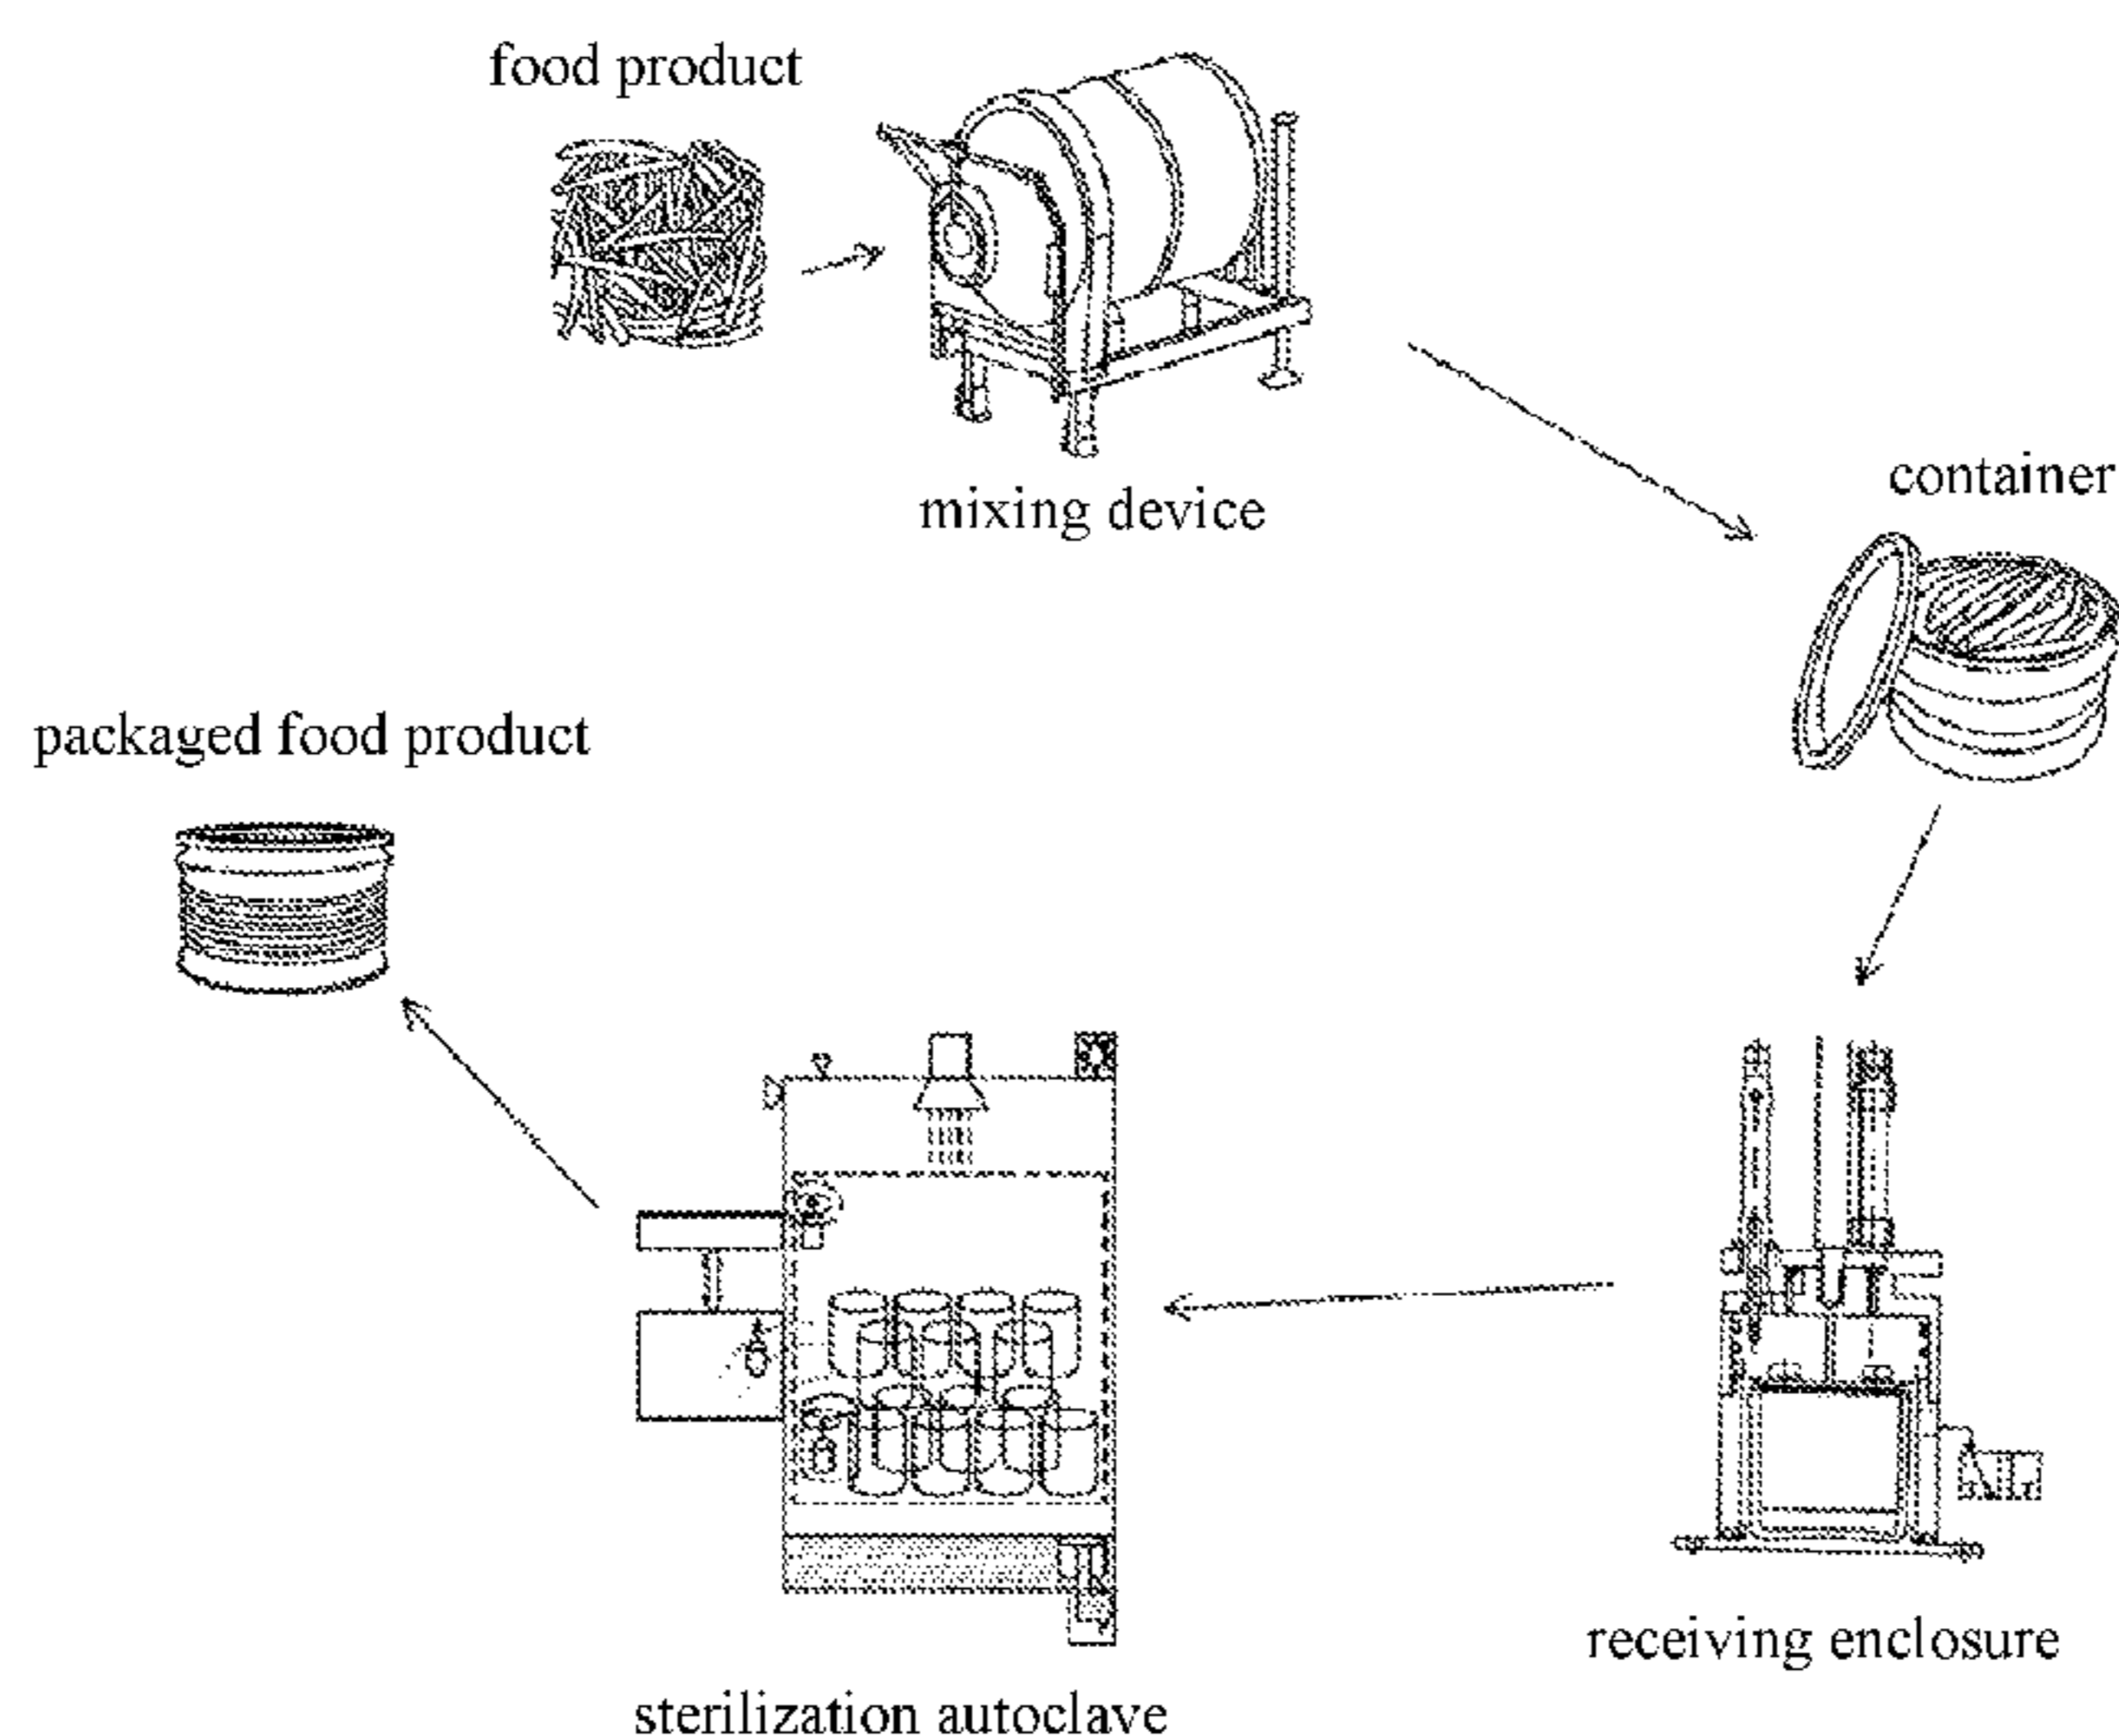 food product
mixing device
container
packaged food product
receiving enclosure
sterilization autoclave